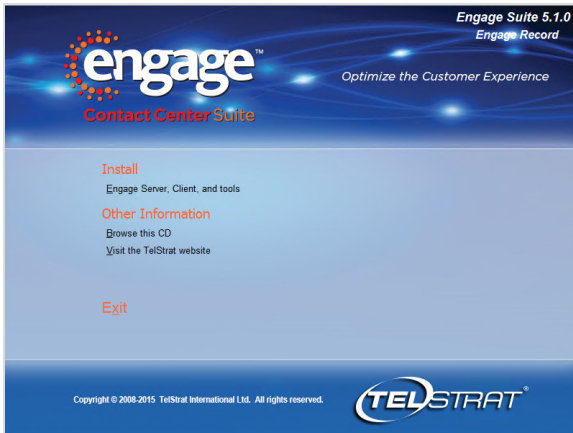 Engage Suite 5.1.0
Engage Record
engage™
Optimize the Customer Experience
Contact Center Suite
Install
Engage Server, Client, and tools
Other Information
Browse this CD
Visit the TelStrat website
Exit
Copyright © 2008-2015 TelStrat International Ltd. All rights reserved.
TELSTRAT®